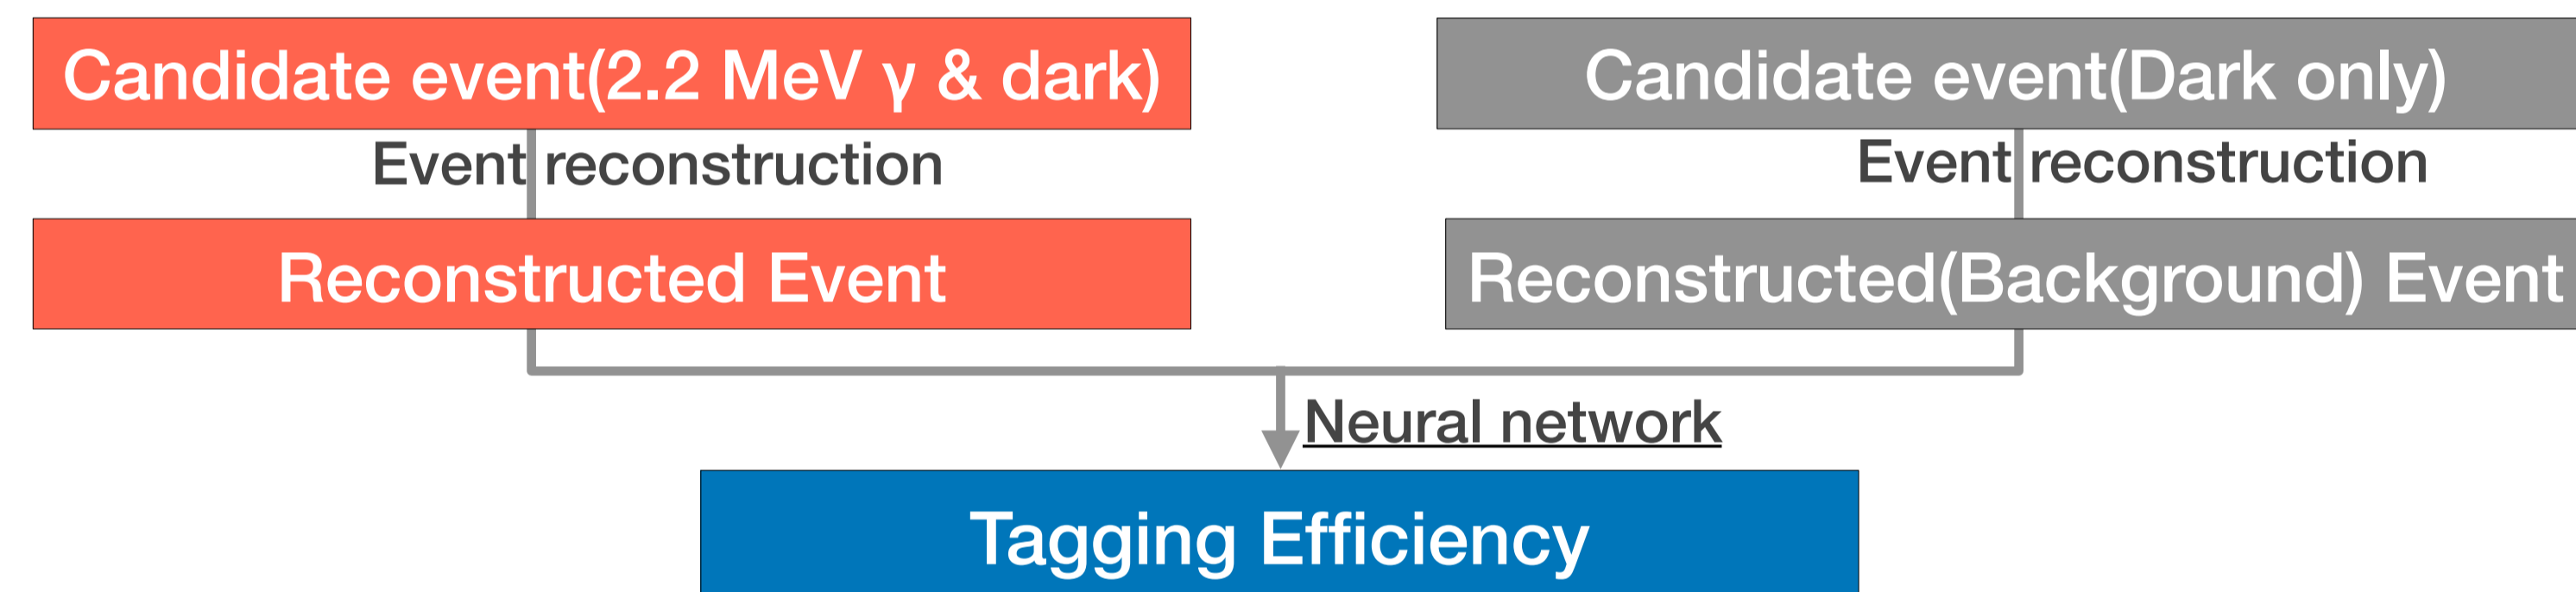 Candidate event(2.2 MeV γ & dark)
Candidate event(Dark only)
Event reconstruction
Event reconstruction
Reconstructed Event
Reconstructed(Background) Event
Neural network
Tagging Efficiency